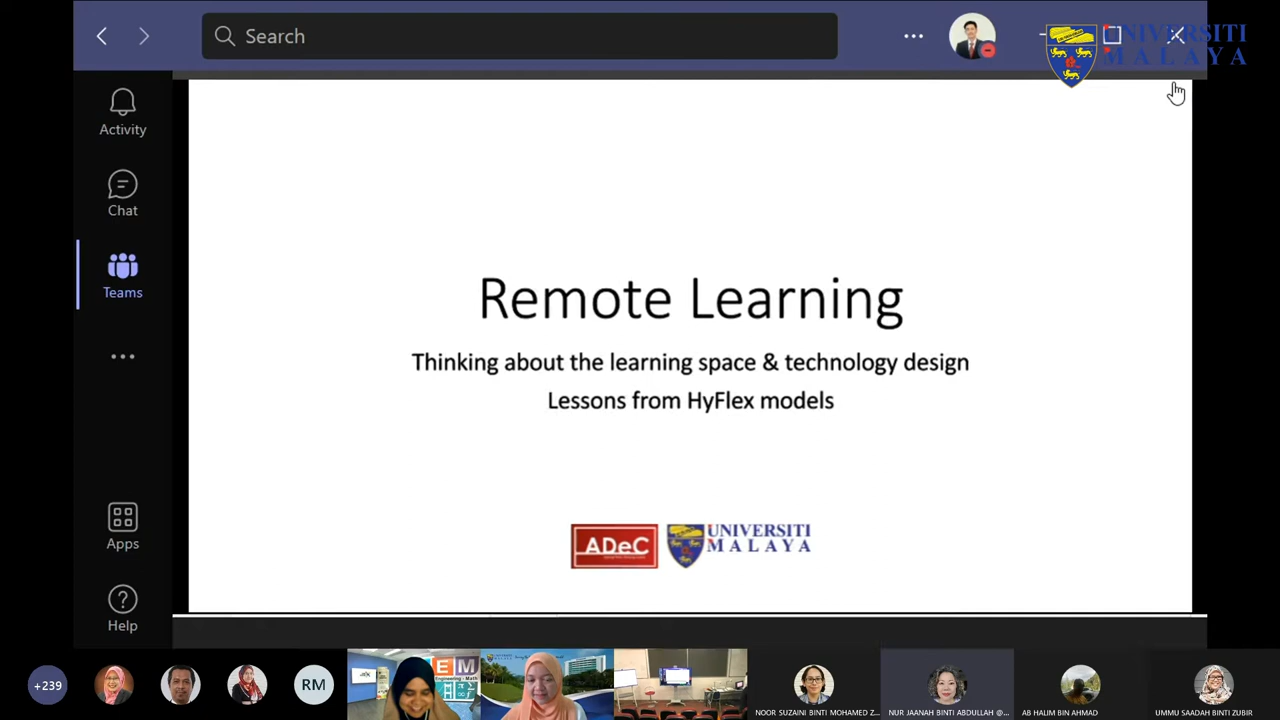 Search
UNIVERSITI
MALAYA
Activity
Chat
Teams
Apps
Help
Remote Learning
Thinking about the learning space & technology design
Lessons from HyFlex models
ADeC
UNIVERSITI
MALAYA
+239
RM
EM
NOOR SUZAINI BINTI MOHAMED Z...
NUR JAANAH BINTI ABDULLAH @...
AB HALIM BIN AHMAD
UMMU SAADAH BINTI ZUBIR